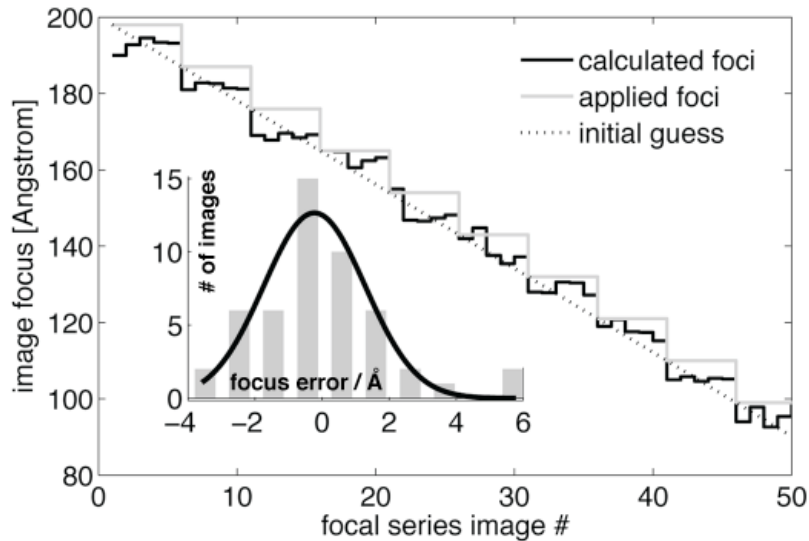 200
180
160
140
120
100
80
image focus [Angstrom]
calculated foci
applied foci
initial guess
15
10
5
0
# of images
focus error / Å
−4 −2 0 2 4 6
0 10 20 30 40 50
focal series image #